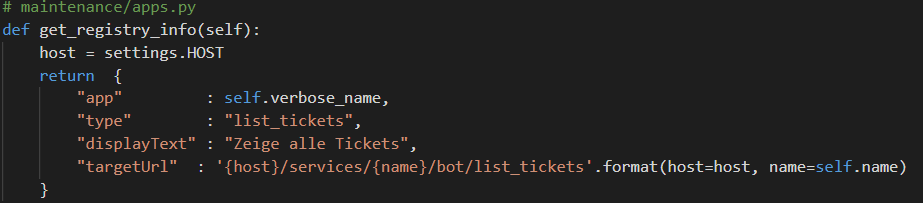 # maintenance/apps.py
def get_registry_info(self):
    host = settings.HOST
    return  {
        "app"         : self.verbose_name,
        "type"        : "list_tickets",
        "displayText" : "Zeige alle Tickets",
        "targetUrl"  : '{host}/services/{name}/bot/list_tickets'.format(host=host, name=self.name)
    }